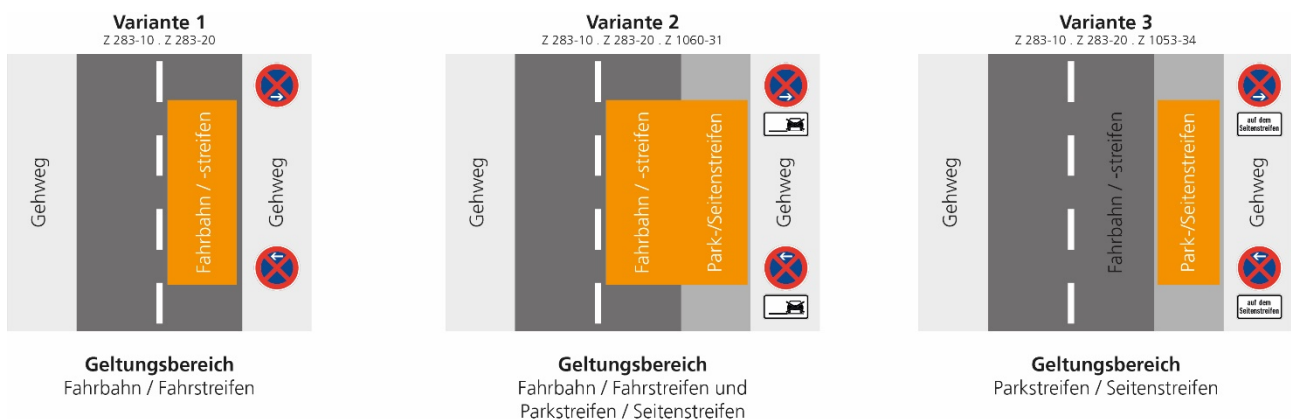 Variante 1
Z 283-10 . Z 283-20
Gehweg
Fahrbahn / -streifen
Gehweg
Geltungsbereich
Fahrbahn / Fahrstreifen
Variante 2
Z 283-10 . Z 283-20 . Z 1060-31
Gehweg
Fahrbahn / -streifen
Park-/Seitenstreifen
Gehweg
Geltungsbereich
Fahrbahn / Fahrstreifen und
Parkstreifen / Seitenstreifen
Variante 3
Z 283-10 . Z 283-20 . Z 1053-34
Gehweg
Fahrbahn / -streifen
Park-/Seitenstreifen
auf dem
Seitenstreifen
Gehweg
auf dem
Seitenstreifen
Geltungsbereich
Parkstreifen / Seitenstreifen